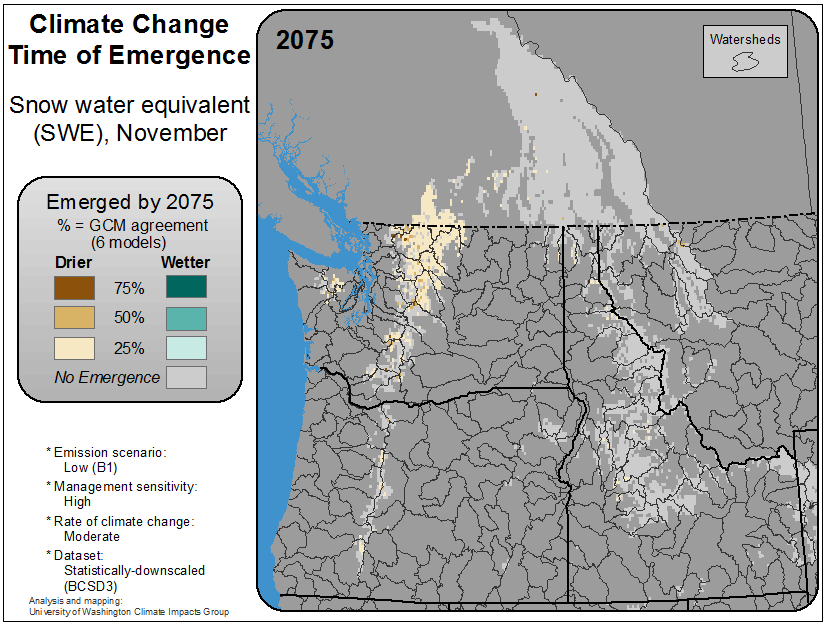 Climate Change
Time of Emergence
Snow water equivalent
(SWE), November
Emerged by 2075
% = GCM agreement
(6 models)
Drier Wetter
75%
50%
25%
No Emergence
* Emission scenario:
Low (B1)
* Management sensitivity:
High
* Rate of climate change:
Moderate
* Dataset:
Statistically-downscaled
(BCSD3)
Analysis and mapping:
University of Washington Climate Impacts Group
2075
Watersheds